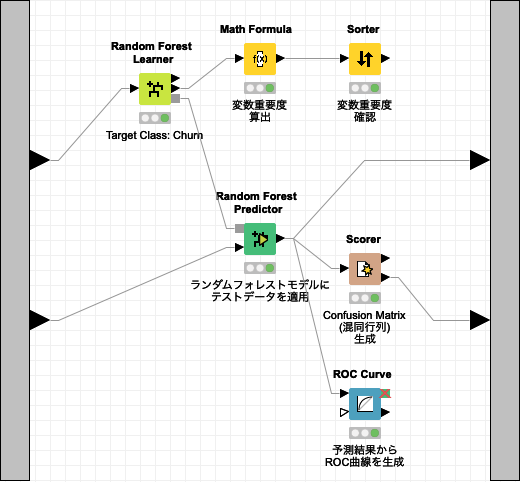 Random Forest
Learner
Target Class: Churn
Math Formula
f(x)
変数重要度
算出
Sorter
変数重要度
確認
Random Forest
Predictor
ランダムフォレストモデルに
テストデータを適用
Scorer
Confusion Matrix
(混同行列)
生成
ROC Curve
予測結果から
ROC曲線を生成